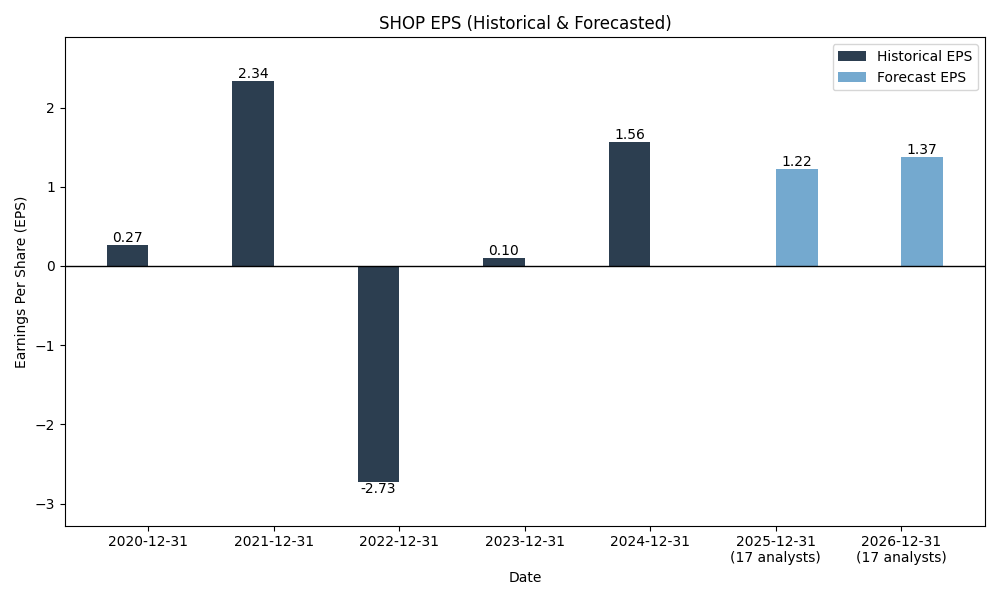 SHOP EPS (Historical & Forecasted)
Historical EPS
Forecast EPS
Earnings Per Share (EPS)
2
1
0
−1
−2
−3
0.27
2.34
-2.73
0.10
1.56
1.22
1.37
2020-12-31
2021-12-31
2022-12-31
2023-12-31
2024-12-31
2025-12-31
(17 analysts)
2026-12-31
(17 analysts)
Date